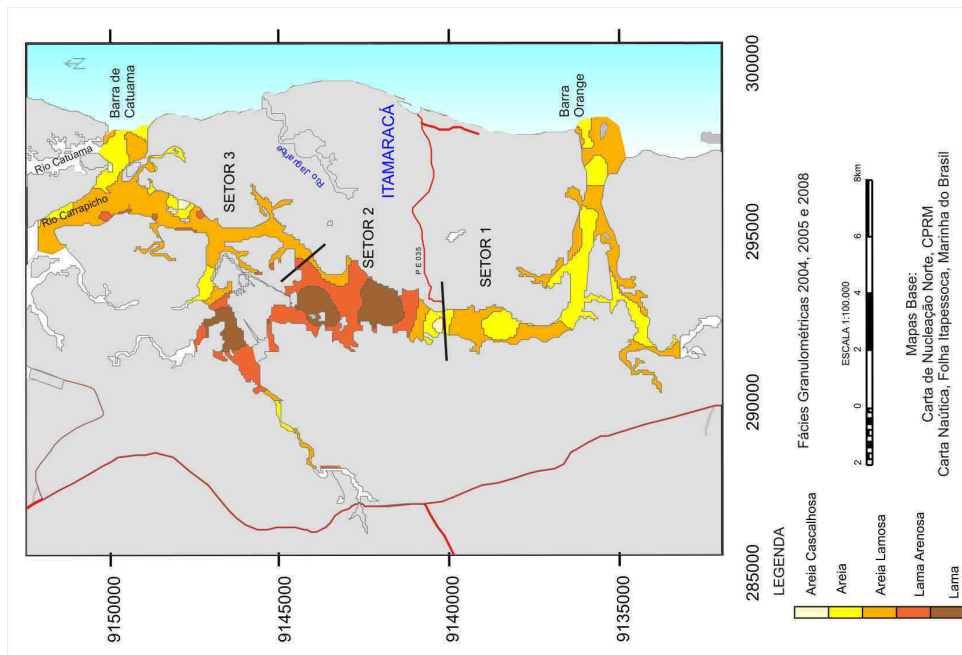 N
Barra de
Catuama
Rio Catuama
Rio Carrapicho
SETOR 3
Rio Jaguaribe
ITAMARACÁ
SETOR 2
PE 035
SETOR 1
Barra
Orange
9150000
9145000
9140000
9135000
285000
290000
295000
300000
LEGENDA
Areia Cascalhosa
Areia
Areia Lamosa
Lama Arenosa
Lama
Fácies Granulométricas 2004, 2005 e 2008
2
0
2
4
6
8km
ESCALA 1:100.000
Mapas Base:
Carta de Nucleação Norte, CPRM
Carta Naútica, Folha Itapessoca, Marinha do Brasil